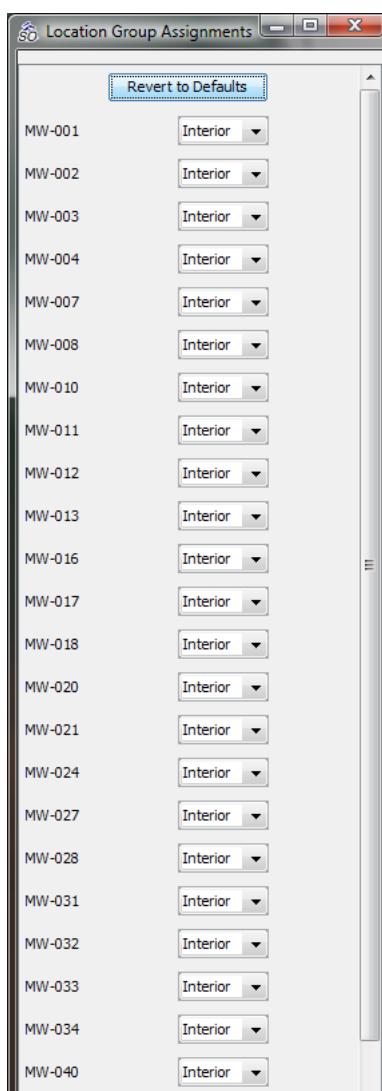 SO Location Group Assignments
Revert to Defaults
MW-001 Interior
MW-002 Interior
MW-003 Interior
MW-004 Interior
MW-007 Interior
MW-008 Interior
MW-010 Interior
MW-011 Interior
MW-012 Interior
MW-013 Interior
MW-016 Interior
MW-017 Interior
MW-018 Interior
MW-020 Interior
MW-021 Interior
MW-024 Interior
MW-027 Interior
MW-028 Interior
MW-031 Interior
MW-032 Interior
MW-033 Interior
MW-034 Interior
MW-040 Interior